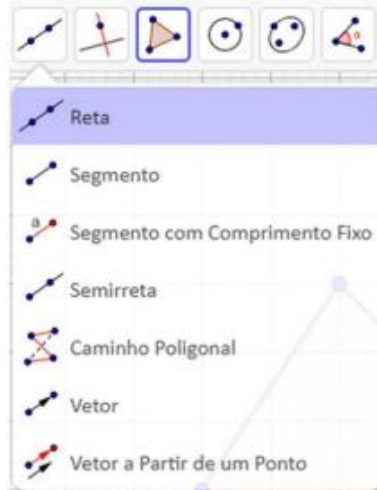 Reta
Segmento
a
Segmento com Comprimento Fixo
Semirreta
Caminho Poligonal
Vetor
Vetor a Partir de um Ponto